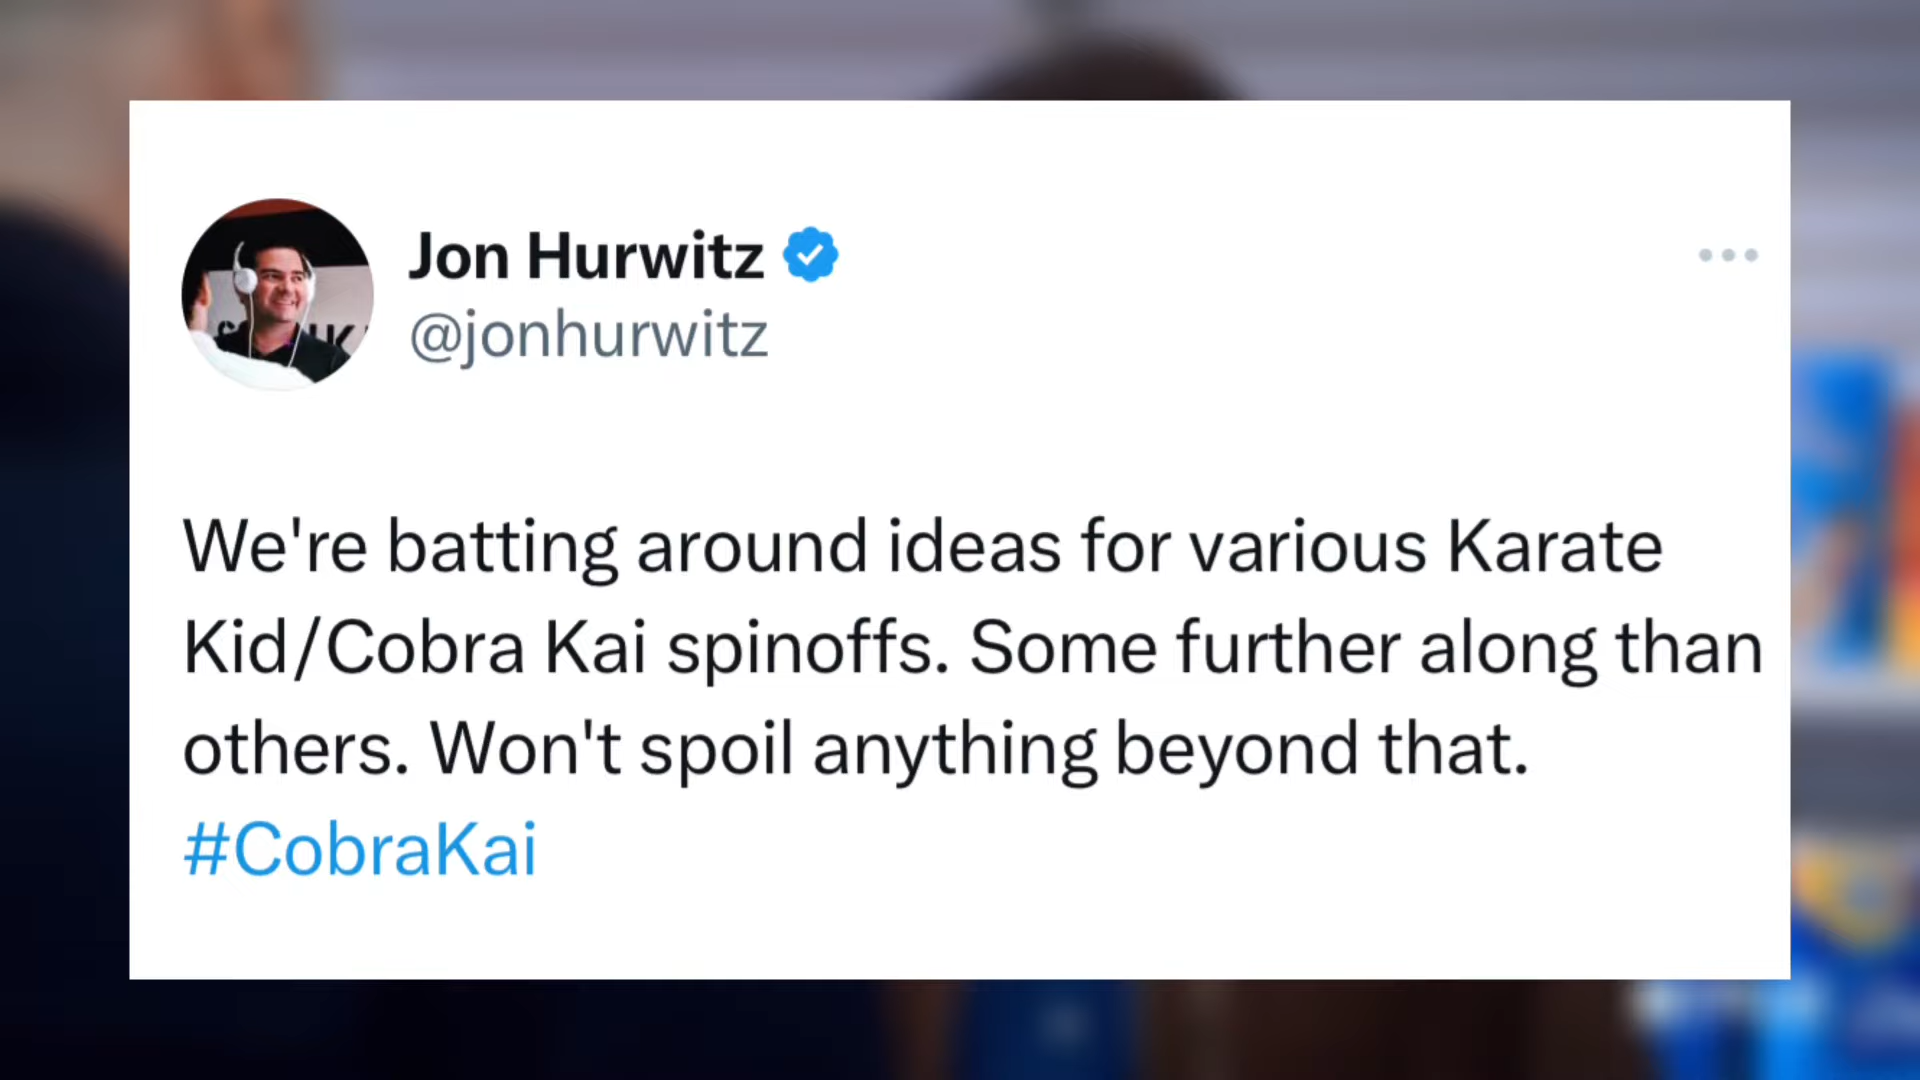 Jon Hurwitz
@jonhurwitz
We're batting around ideas for various Karate
Kid/Cobra Kai spinoffs. Some further along than
others. Won't spoil anything beyond that.
#CobraKai